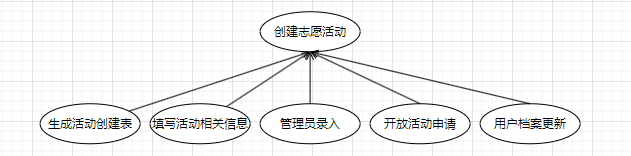 创建志愿活动
生成活动创建表
填写活动相关信息
管理员录入
开放活动申请
用户档案更新